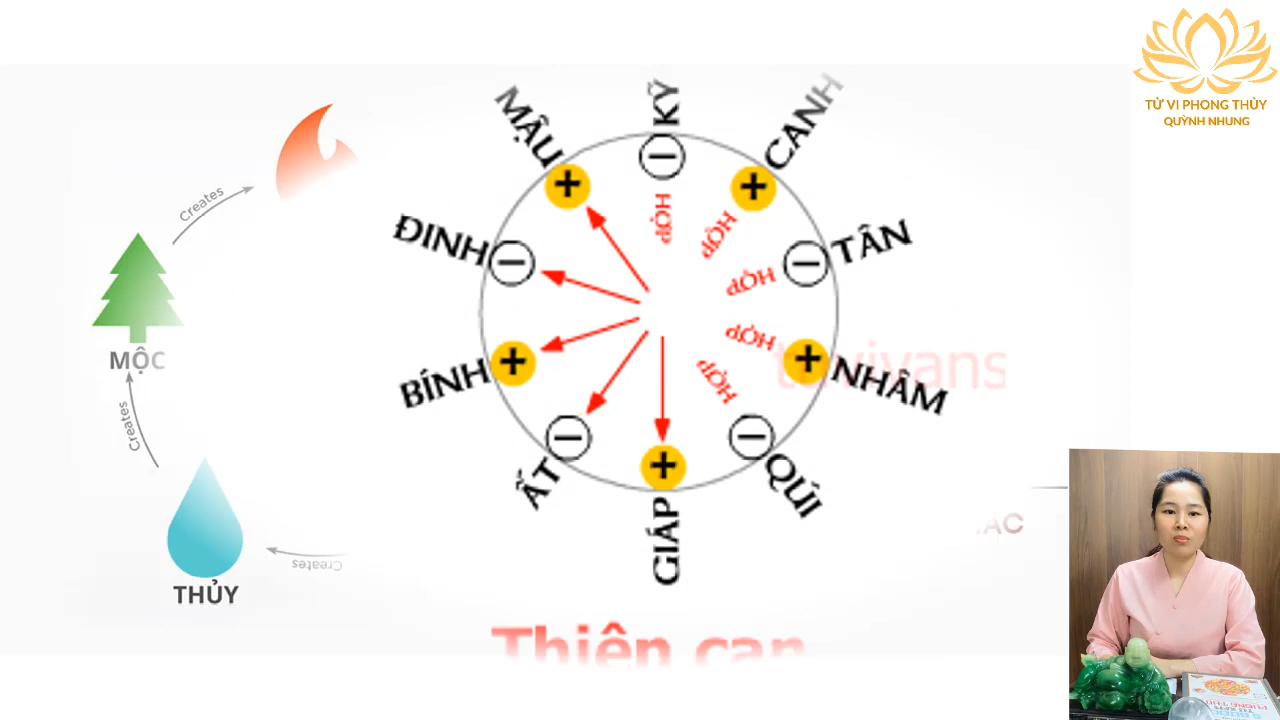 TỬ VI PHONG THỦY
QUỲNH NHUNG
KỶ
CANH
MẬU
HỢP
HỢP
Creates
ĐINH
TÂN
HỢP
HỢP
MỘC
BÍNH
NHÂM
HỢP
Creates
ẤT
QÚI
GIÁP
Creates
THỦY
Thiên can